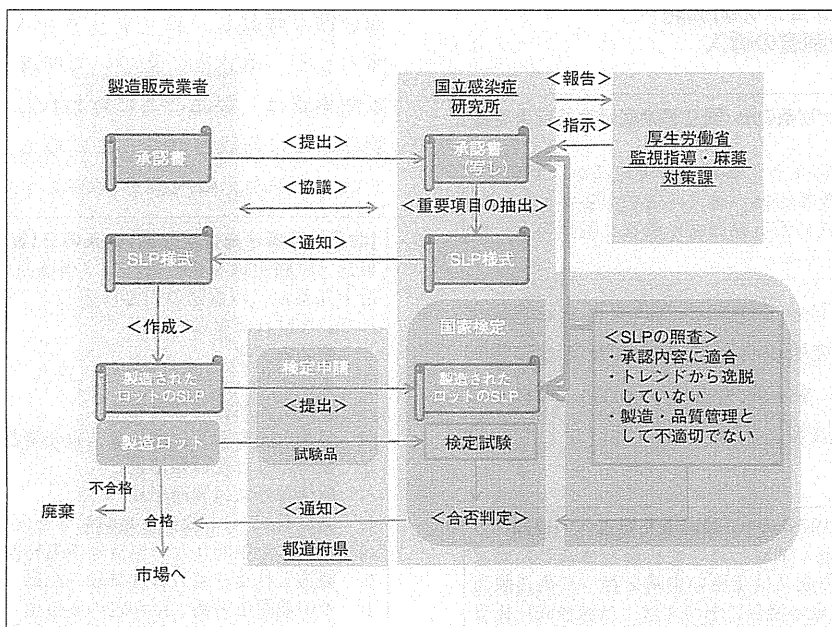 製造販売業者
国立感染症
研究所
＜報告＞
＜指示＞
厚生労働省
監視指導・麻薬
対策課
承認書
＜提出＞
承認書
（写し）
＜協議＞
＜重要項目の抽出＞
SLP様式
＜通知＞
SLP様式
＜作成＞
国家検定
検定申請
製造された
ロットのSLP
＜提出＞
製造された
ロットのSLP
＜SLPの照査＞
・承認内容に適合
・トレンドから逸脱
していない
・製造・品質管理と
して不適切でない
製造ロット
試験品
検定試験
不合格
廃棄
合格
＜通知＞
＜合否判定＞
都道府県
市場へ